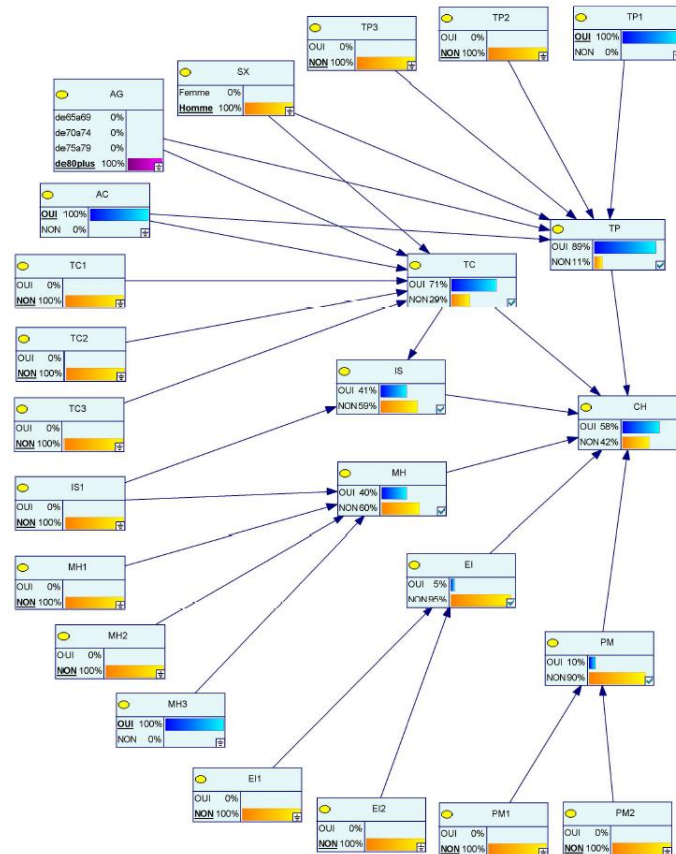 TP3
OUI 0%
NON 100%
TP2
OUI 0%
NON 100%
TP1
OUI 100%
NON 0%
SX
Femme 0%
Homme 100%
AG
de65a69 0%
de70a74 0%
de75a79 0%
de80plus 100%
AC
OUI 100%
NON 0%
TP
OUI 89%
NON 11%
TC1
OUI 0%
NON 100%
TC
OUI 71%
NON 29%
TC2
OUI 0%
NON 100%
IS
OUI 41%
NON 59%
TC3
OUI 0%
NON 100%
CH
OUI 58%
NON 42%
IS1
OUI 0%
NON 100%
MH
OUI 40%
NON 60%
MH1
OUI 0%
NON 100%
EI
OUI 5%
NON 95%
MH2
OUI 0%
NON 100%
PM
OUI 10%
NON 90%
MH3
OUI 100%
NON 0%
EI1
OUI 0%
NON 100%
EI2
OUI 0%
NON 100%
PM1
OUI 0%
NON 100%
PM2
OUI 0%
NON 100%